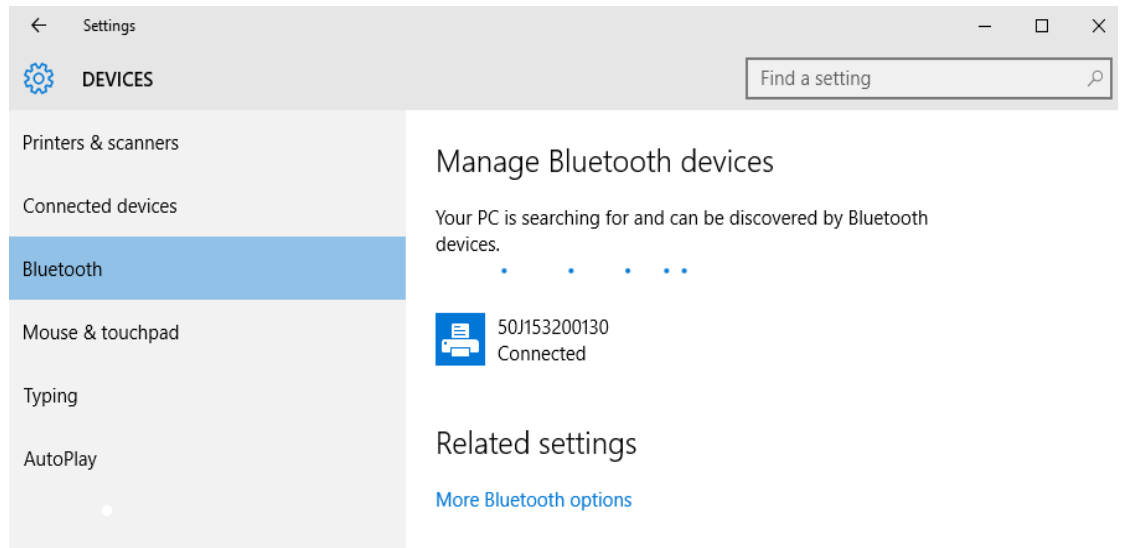 Settings
DEVICES
Find a setting
Printers & scanners
Connected devices
Bluetooth
Mouse & touchpad
Typing
AutoPlay
Manage Bluetooth devices
Your PC is searching for and can be discovered by Bluetooth
devices.
50J153200130
Connected
Related settings
More Bluetooth options